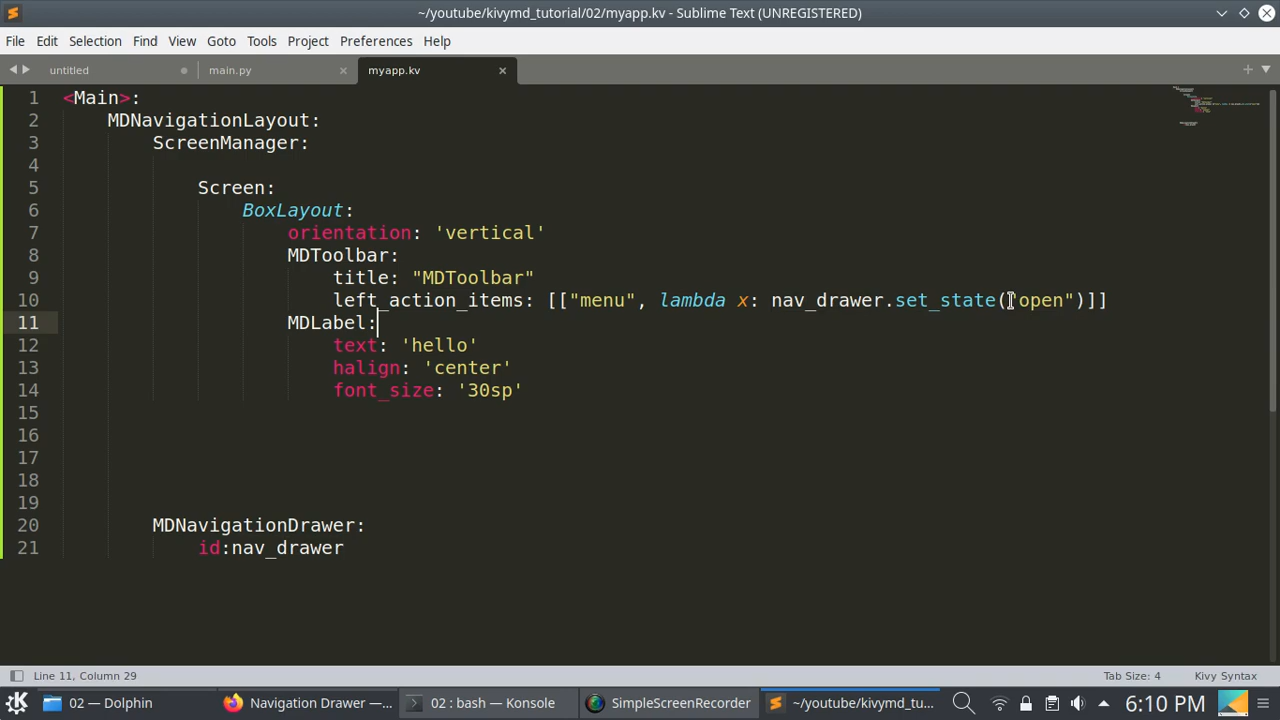 ~/youtube/kivymd_tutorial/02/myapp.kv - Sublime Text (UNREGISTERED)
File Edit Selection Find View Goto Tools Project Preferences Help
untitled main.py myapp.kv
1 <Main>:
2 MDNavigationLayout:
3 ScreenManager:
4
5 Screen:
6 BoxLayout:
7 orientation: 'vertical'
8 MDToolbar:
9 title: "MDToolbar"
10 left_action_items: [["menu", lambda x: nav_drawer.set_state("open")]]
11 MDLabel:
12 text: 'hello'
13 halign: 'center'
14 font_size: '30sp'
15
16
17
18
19
20 MDNavigationDrawer:
21 id:nav_drawer
Line 11, Column 29 Tab Size: 4 Kivy Syntax
02 — Dolphin Navigation Drawer —... 02 : bash — Konsole SimpleScreenRecorder ~/youtube/kivymd_tu... 6:10 PM